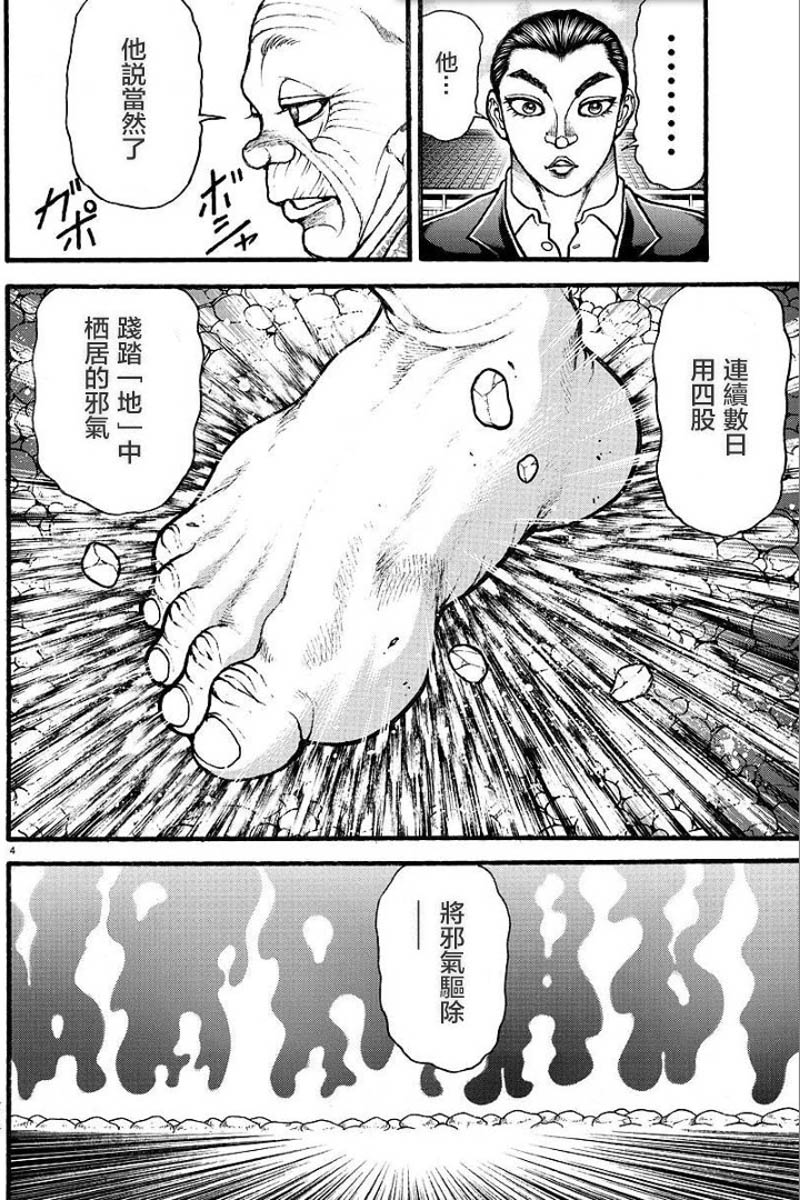 ………
他…
他說當然了
ボシャ
ガポ
連續數日
用四股
踐踏「地」中
栖居的邪氣
4
將邪氣驅除
——